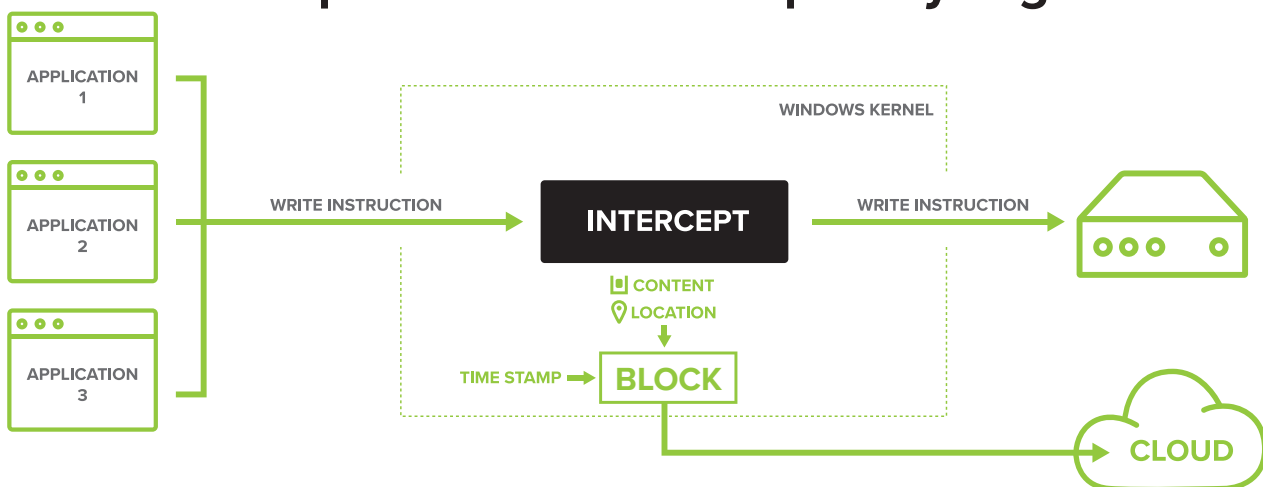 APPLICATION
1
WINDOWS KERNEL
WRITE INSTRUCTION
INTERCEPT
WRITE INSTRUCTION
APPLICATION
2
CONTENT
LOCATION
TIME STAMP
BLOCK
APPLICATION
3
CLOUD